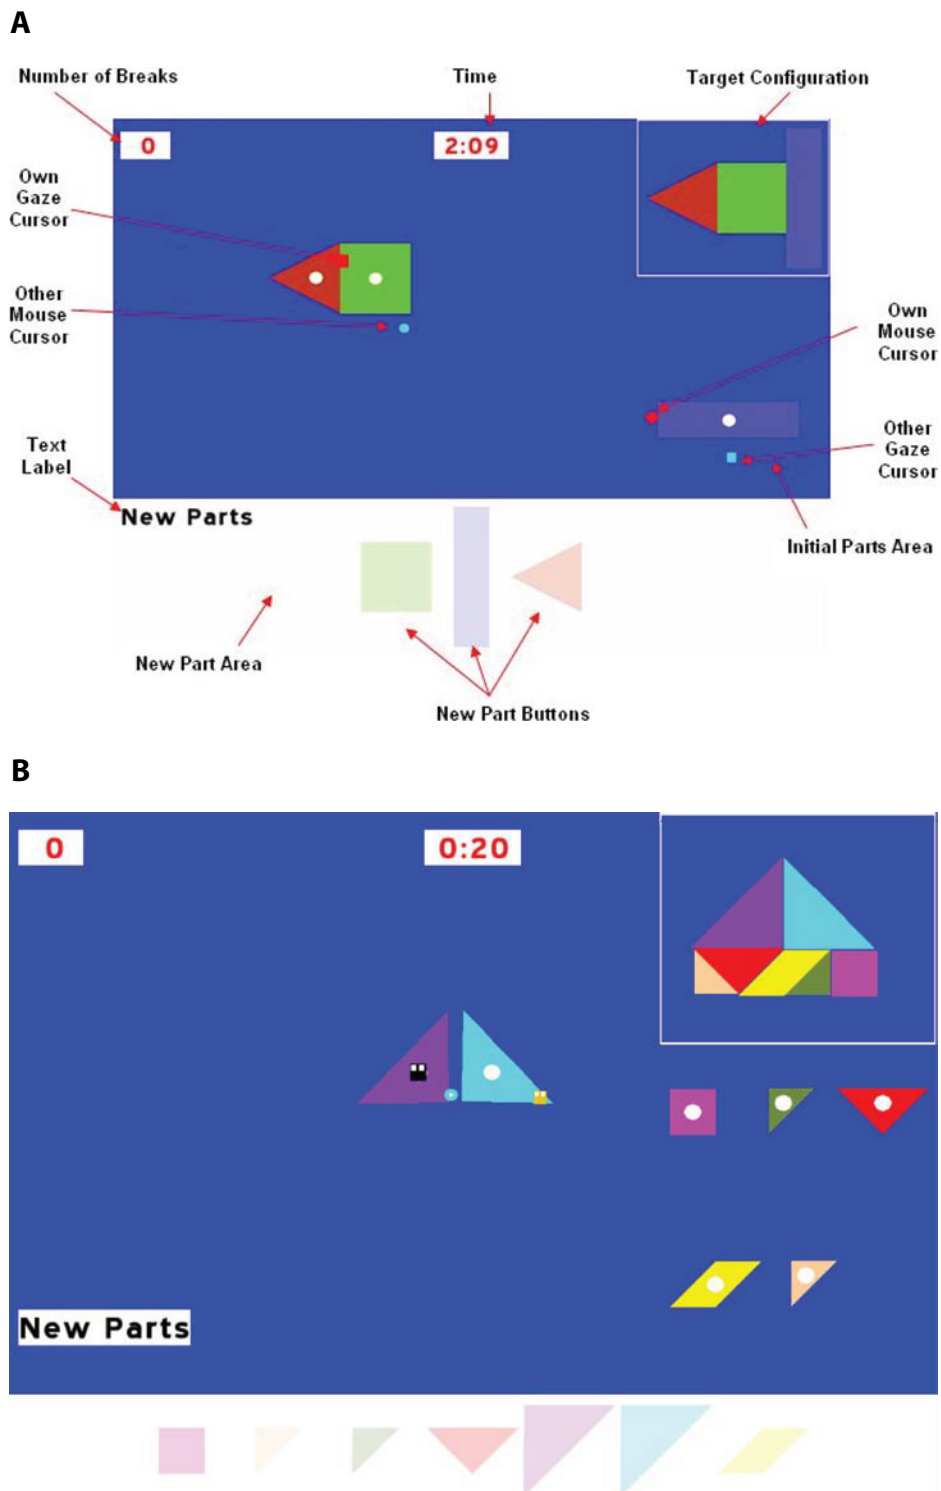 A
Number of Breaks
Time
Target Configuration
0
2:09
Own
Gaze
Cursor
Other
Mouse
Cursor
Own
Mouse
Cursor
Text
Label
Other
Gaze
Cursor
New Parts
Initial Parts Area
New Part Area
New Part Buttons
B
0
0:20
New Parts